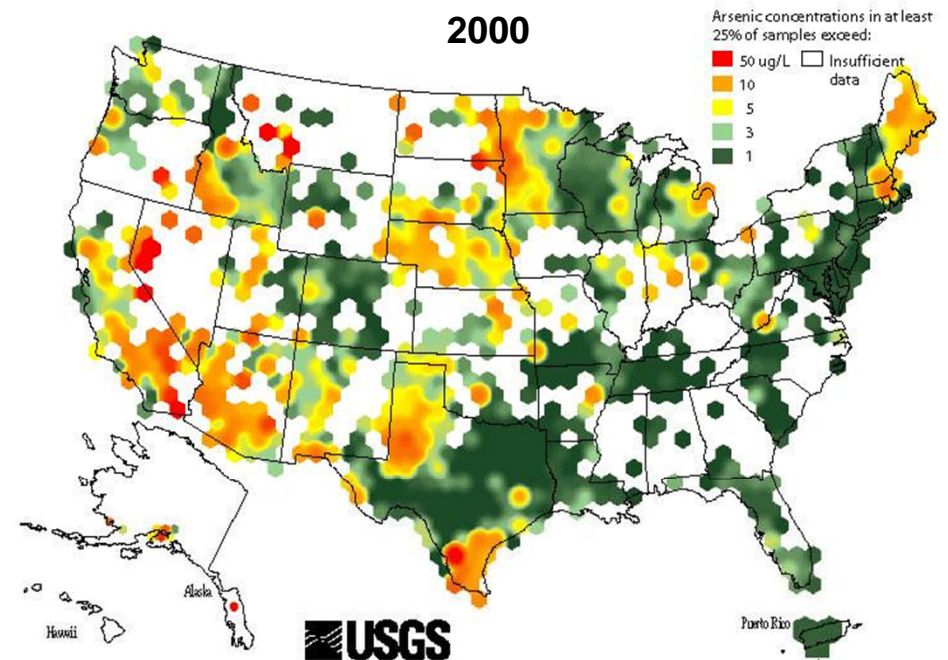 2000
Arsenic concentrations in at least
25% of samples exceed:
50 ug/L
Insufficient
data
10
5
3
1
Alaska
Hawaii
USGS
Puerto Rico